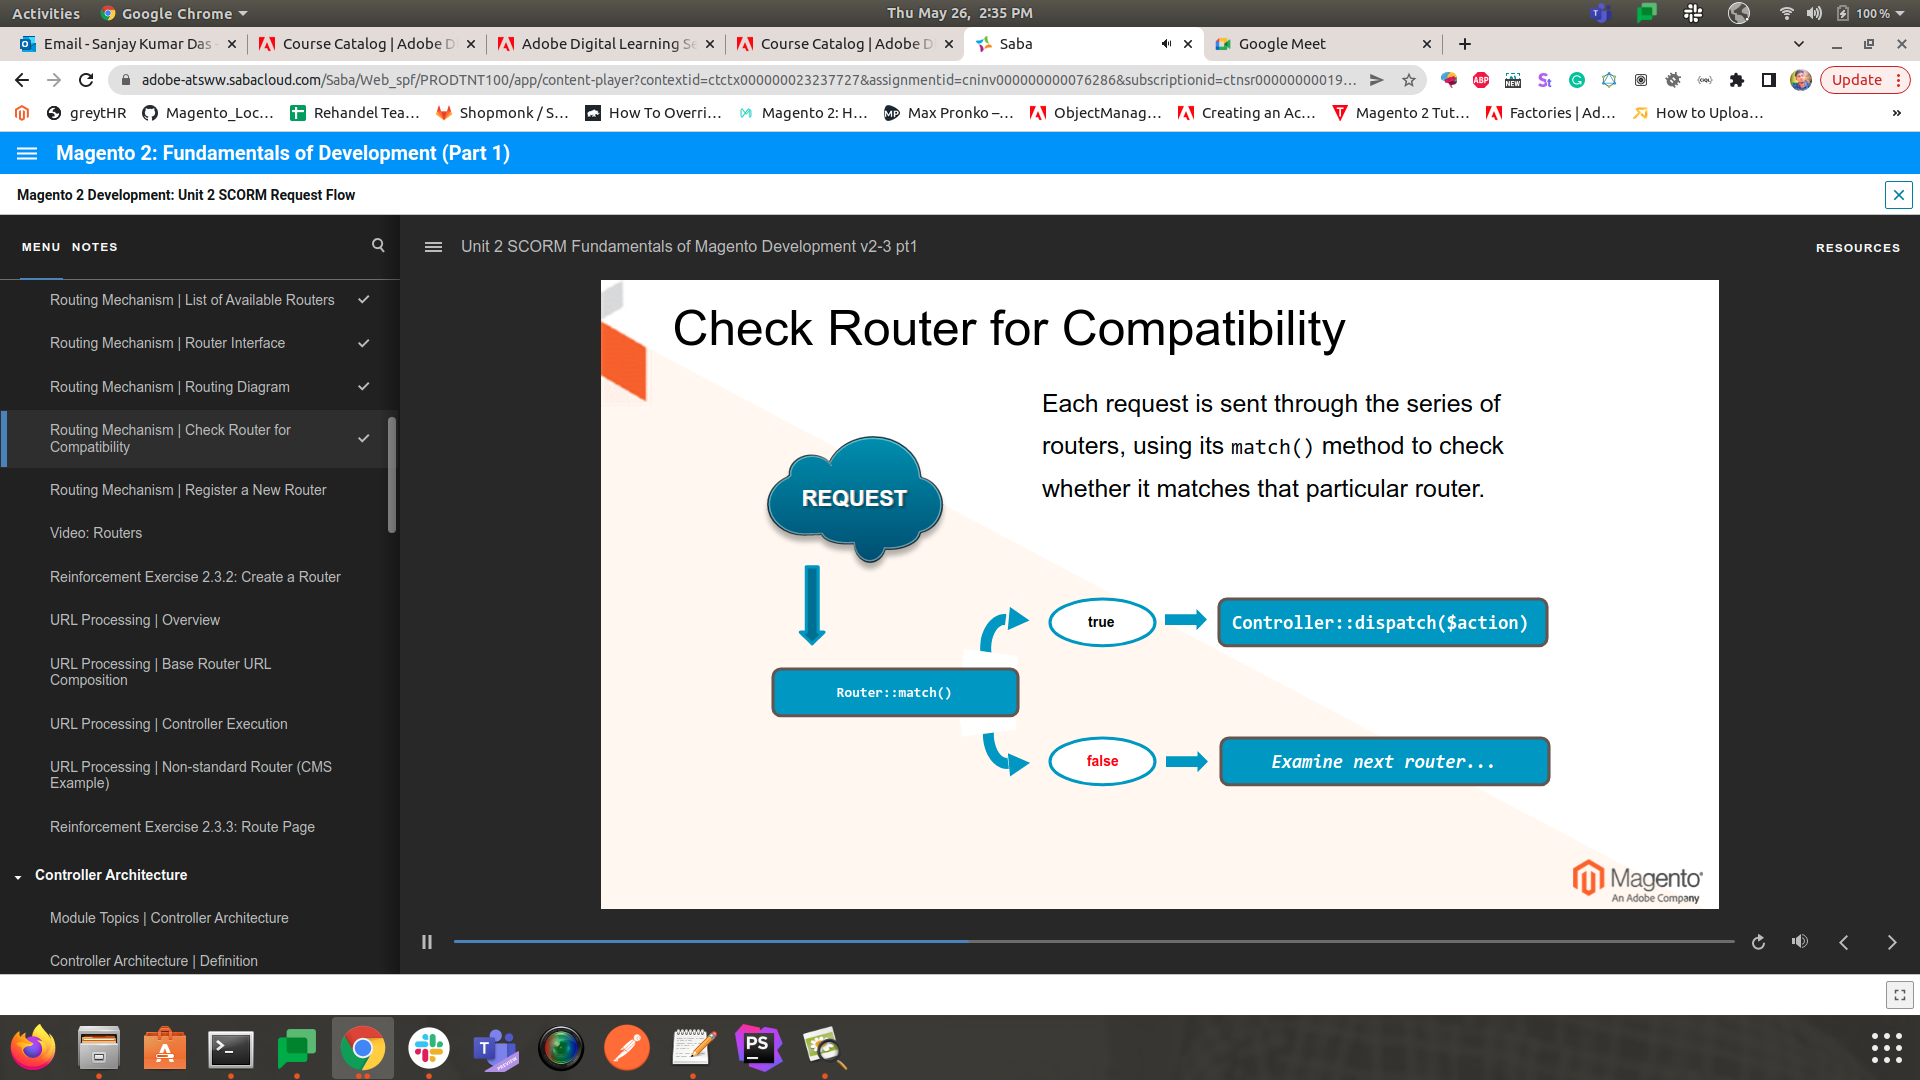 Activities
Google Chrome
Thu May 26, 2:35 PM
100 %
Email - Sanjay Kumar Das
Course Catalog | Adobe D
Adobe Digital Learning Se
Course Catalog | Adobe D
Saba
Google Meet
adobe-atsww.sabacloud.com/Saba/Web_spf/PRODTNT100/app/content-player?contextid=ctctx000000023237727&assignmentid=cninv000000000076286&subscriptionid=ctnsr00000000019...
Update
greytHR
Magento_Loc...
Rehandel Tea...
Shopmonk / S...
How To Overri...
Magento 2: H...
Max Pronko –...
ObjectManag...
Creating an Ac...
Magento 2 Tut...
Factories | Ad...
How to Uploa...
»
Magento 2: Fundamentals of Development (Part 1)
Magento 2 Development: Unit 2 SCORM Request Flow
MENU NOTES
Unit 2 SCORM Fundamentals of Magento Development v2-3 pt1
RESOURCES
Routing Mechanism | List of Available Routers
Routing Mechanism | Router Interface
Routing Mechanism | Routing Diagram
Routing Mechanism | Check Router for
Compatibility
Routing Mechanism | Register a New Router
Video: Routers
Reinforcement Exercise 2.3.2: Create a Router
URL Processing | Overview
URL Processing | Base Router URL
Composition
URL Processing | Controller Execution
URL Processing | Non-standard Router (CMS
Example)
Reinforcement Exercise 2.3.3: Route Page
Controller Architecture
Module Topics | Controller Architecture
Controller Architecture | Definition
Check Router for Compatibility
Each request is sent through the series of
routers, using its match() method to check
whether it matches that particular router.
REQUEST
Router::match()
true
Controller::dispatch($action)
false
Examine next router...
Magento
An Adobe Company